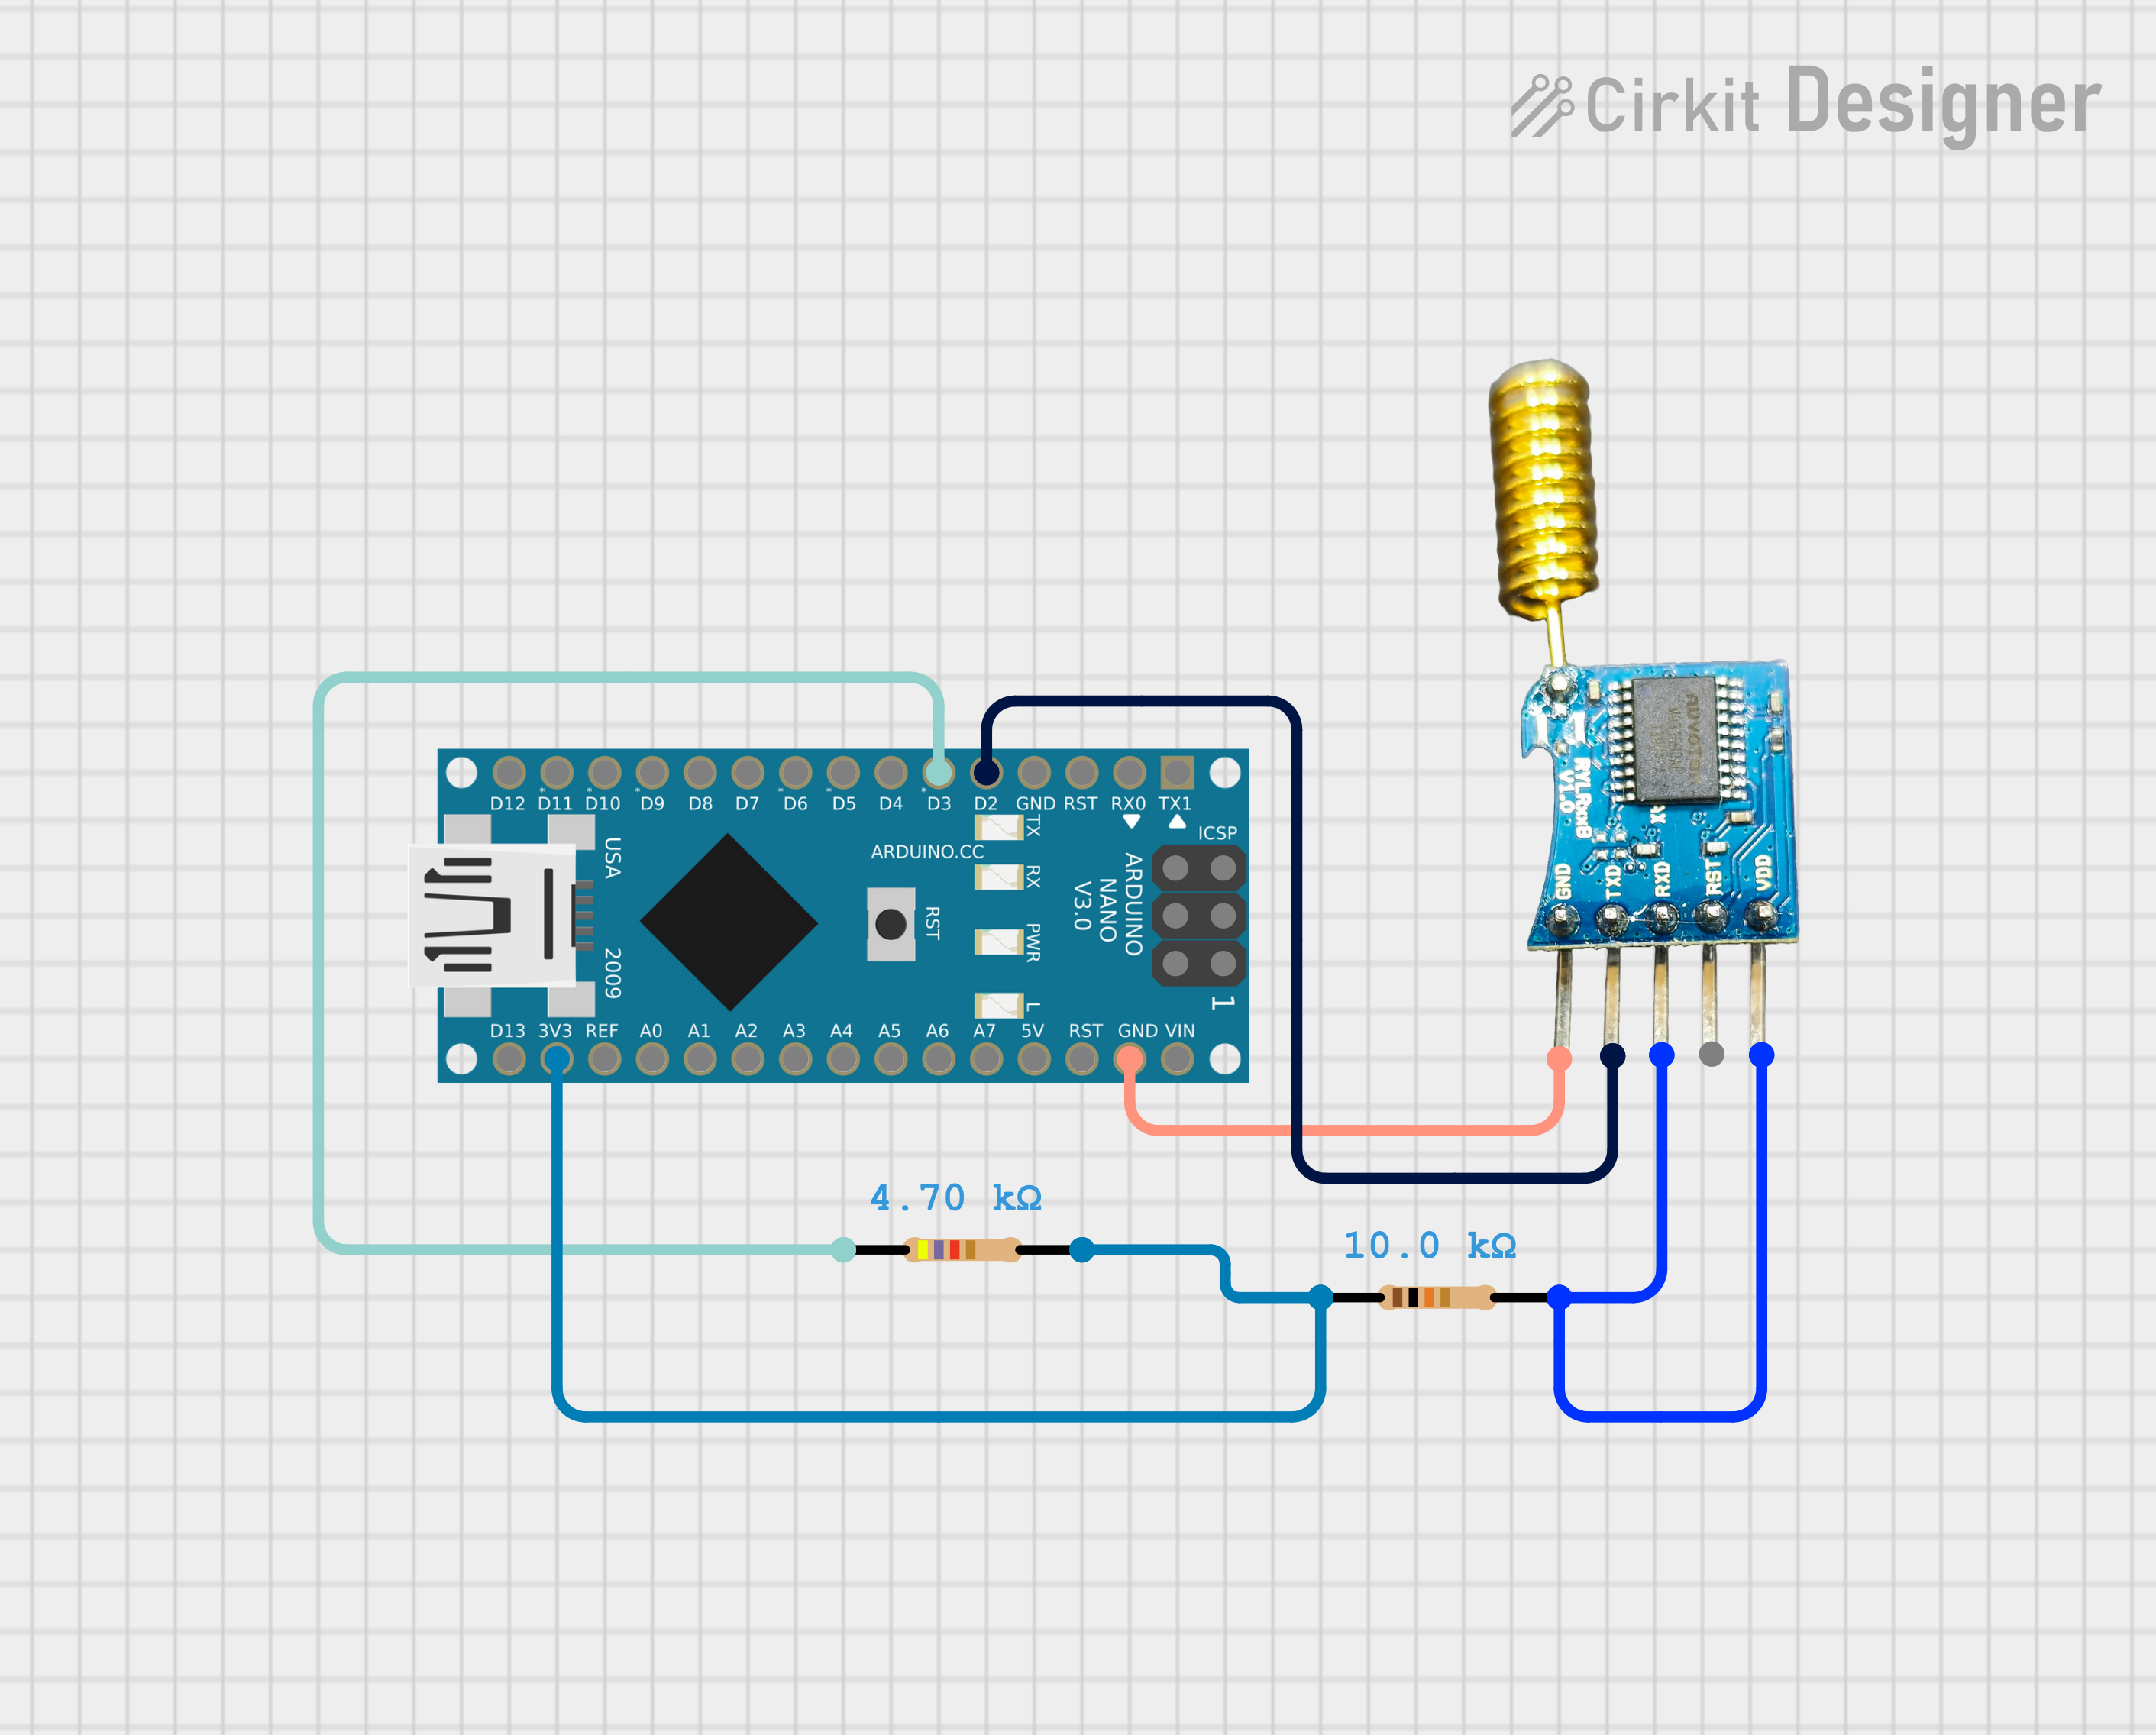 Cirkit Designer
D12 D11 D10 D9 D8 D7 D6 D5 D4 D3 D2 GND RST RX0 TX1
USA
2009
ARDUINO.CC
RST
TX
RX
PWR
L
ARDUINO
NANO
V3.0
ICSP
1
D13 3V3 REF A0 A1 A2 A3 A4 A5 A6 A7 5V RST GND VIN
V1.0
GND TXD RXD RST VDD
4.70 kΩ
10.0 kΩ